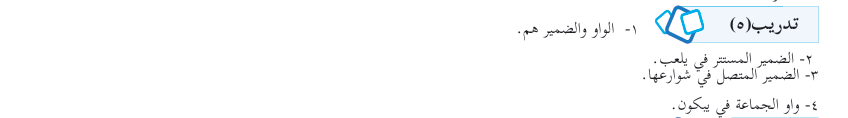 تدريب(٥)
١- الواو والضمير هم.
٢- الضمير المستتر في يلعب.
٣- الضمير المتصل في شوارعها.
٤- واو الجماعة في يبكون.